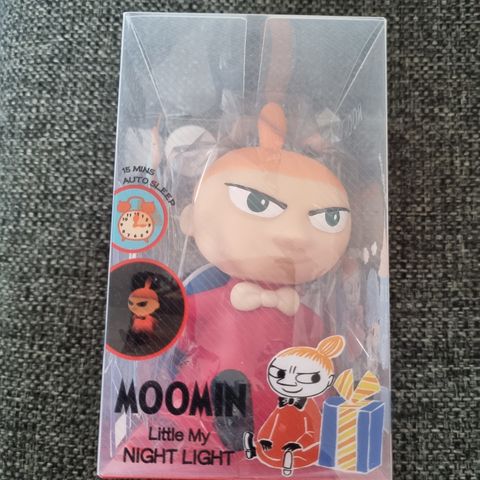 15 MINS
AUTO SLEEP
MOOMIN
Little My
NIGHT LIGHT